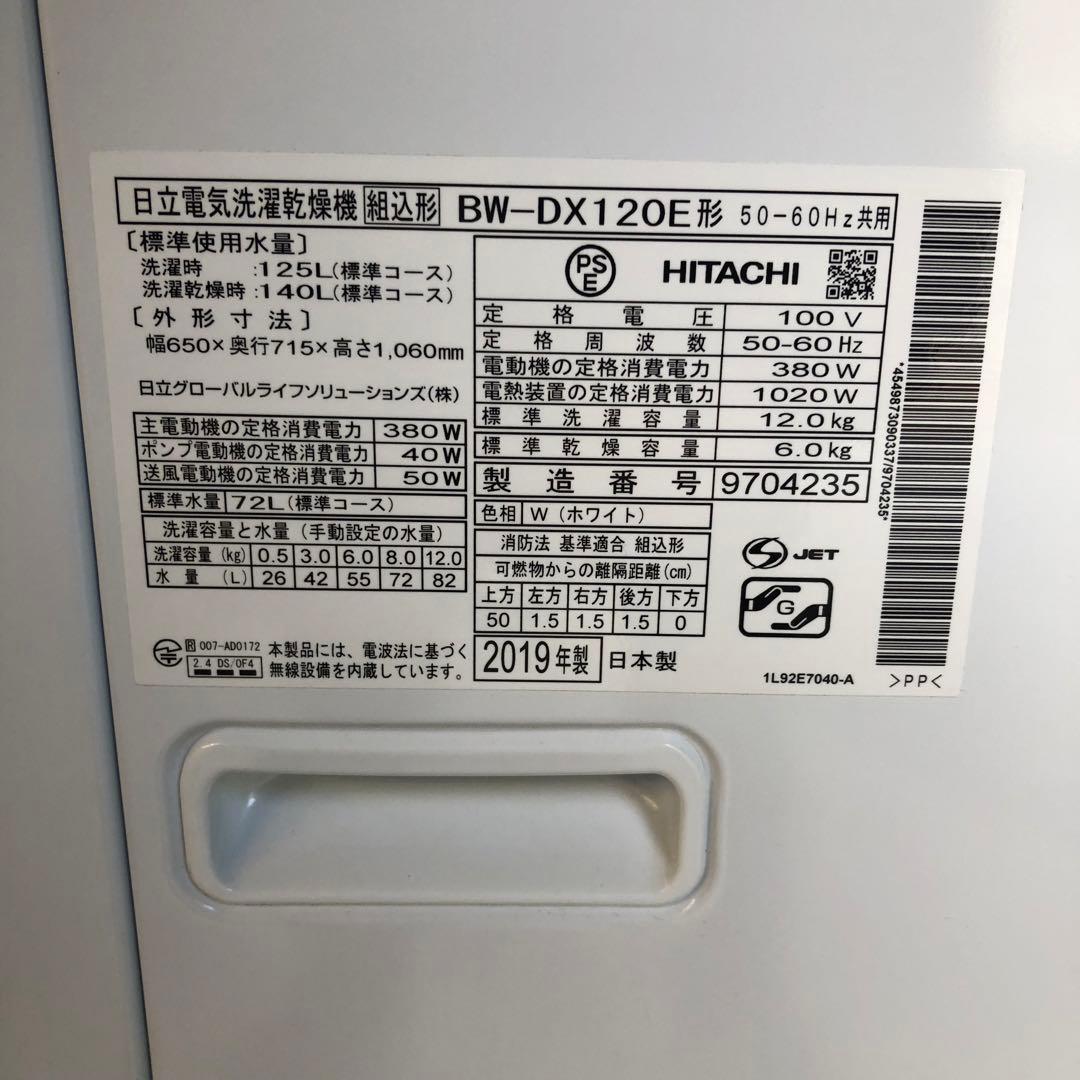 日立電気洗濯乾燥機 組込形 BW-DX120E形 50-60Hz共用
〔標準使用水量〕
洗濯時 :125L(標準コース)
洗濯乾燥時:140L(標準コース)
〔外形寸法〕
幅650×奥行715×高さ1,060mm
日立グローバルライフソリューションズ(株)
主電動機の定格消費電力 380W
ポンプ電動機の定格消費電力 40W
送風電動機の定格消費電力 50W
標準水量 72L(標準コース)
洗濯容量と水量(手動設定の水量)
洗濯容量(kg) 0.5 3.0 6.0 8.0 12.0
水量(L) 26 42 55 72 82
R 007-AD0172
2.4 DS/OF4
本製品には、電波法に基づく
無線設備を内蔵しています。
PSE HITACHI
定格電圧 100V
定格周波数 50-60Hz
電動機の定格消費電力 380W
電熱装置の定格消費電力 1020W
標準洗濯容量 12.0kg
標準乾燥容量 6.0kg
製造番号 9704235
色相 W(ホワイト)
消防法 基準適合 組込形
可燃物からの離隔距離(cm)
上方 左方 右方 後方 下方
50 1.5 1.5 1.5 0
2019年製 日本製
S JET
G
1L92E7040-A
>PP<
*4549873090337/9704235*